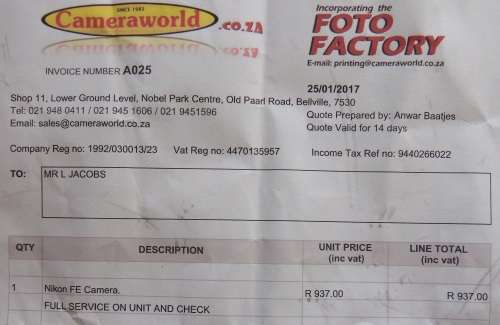 SINCE 1983
Cameraworld .co.za
Incorporating the
FOTO
FACTORY
E-mail: printing@cameraworld.co.za
INVOICE NUMBER A025
25/01/2017
Shop 11, Lower Ground Level, Nobel Park Centre, Old Paarl Road, Bellville, 7530
Tel: 021 948 0411 / 021 945 1606 / 021 9451596
Quote Prepared by: Anwar Baatjes
Email: sales@cameraworld.co.za
Quote Valid for 14 days
Company Reg no: 1992/030013/23 Vat Reg no: 4470135957 Income Tax Ref no: 9440266022
TO: MR L JACOBS
QTY DESCRIPTION UNIT PRICE (inc vat) LINE TOTAL (inc vat)
1 Nikon FE Camera. R 937.00 R 937.00
FULL SERVICE ON UNIT AND CHECK